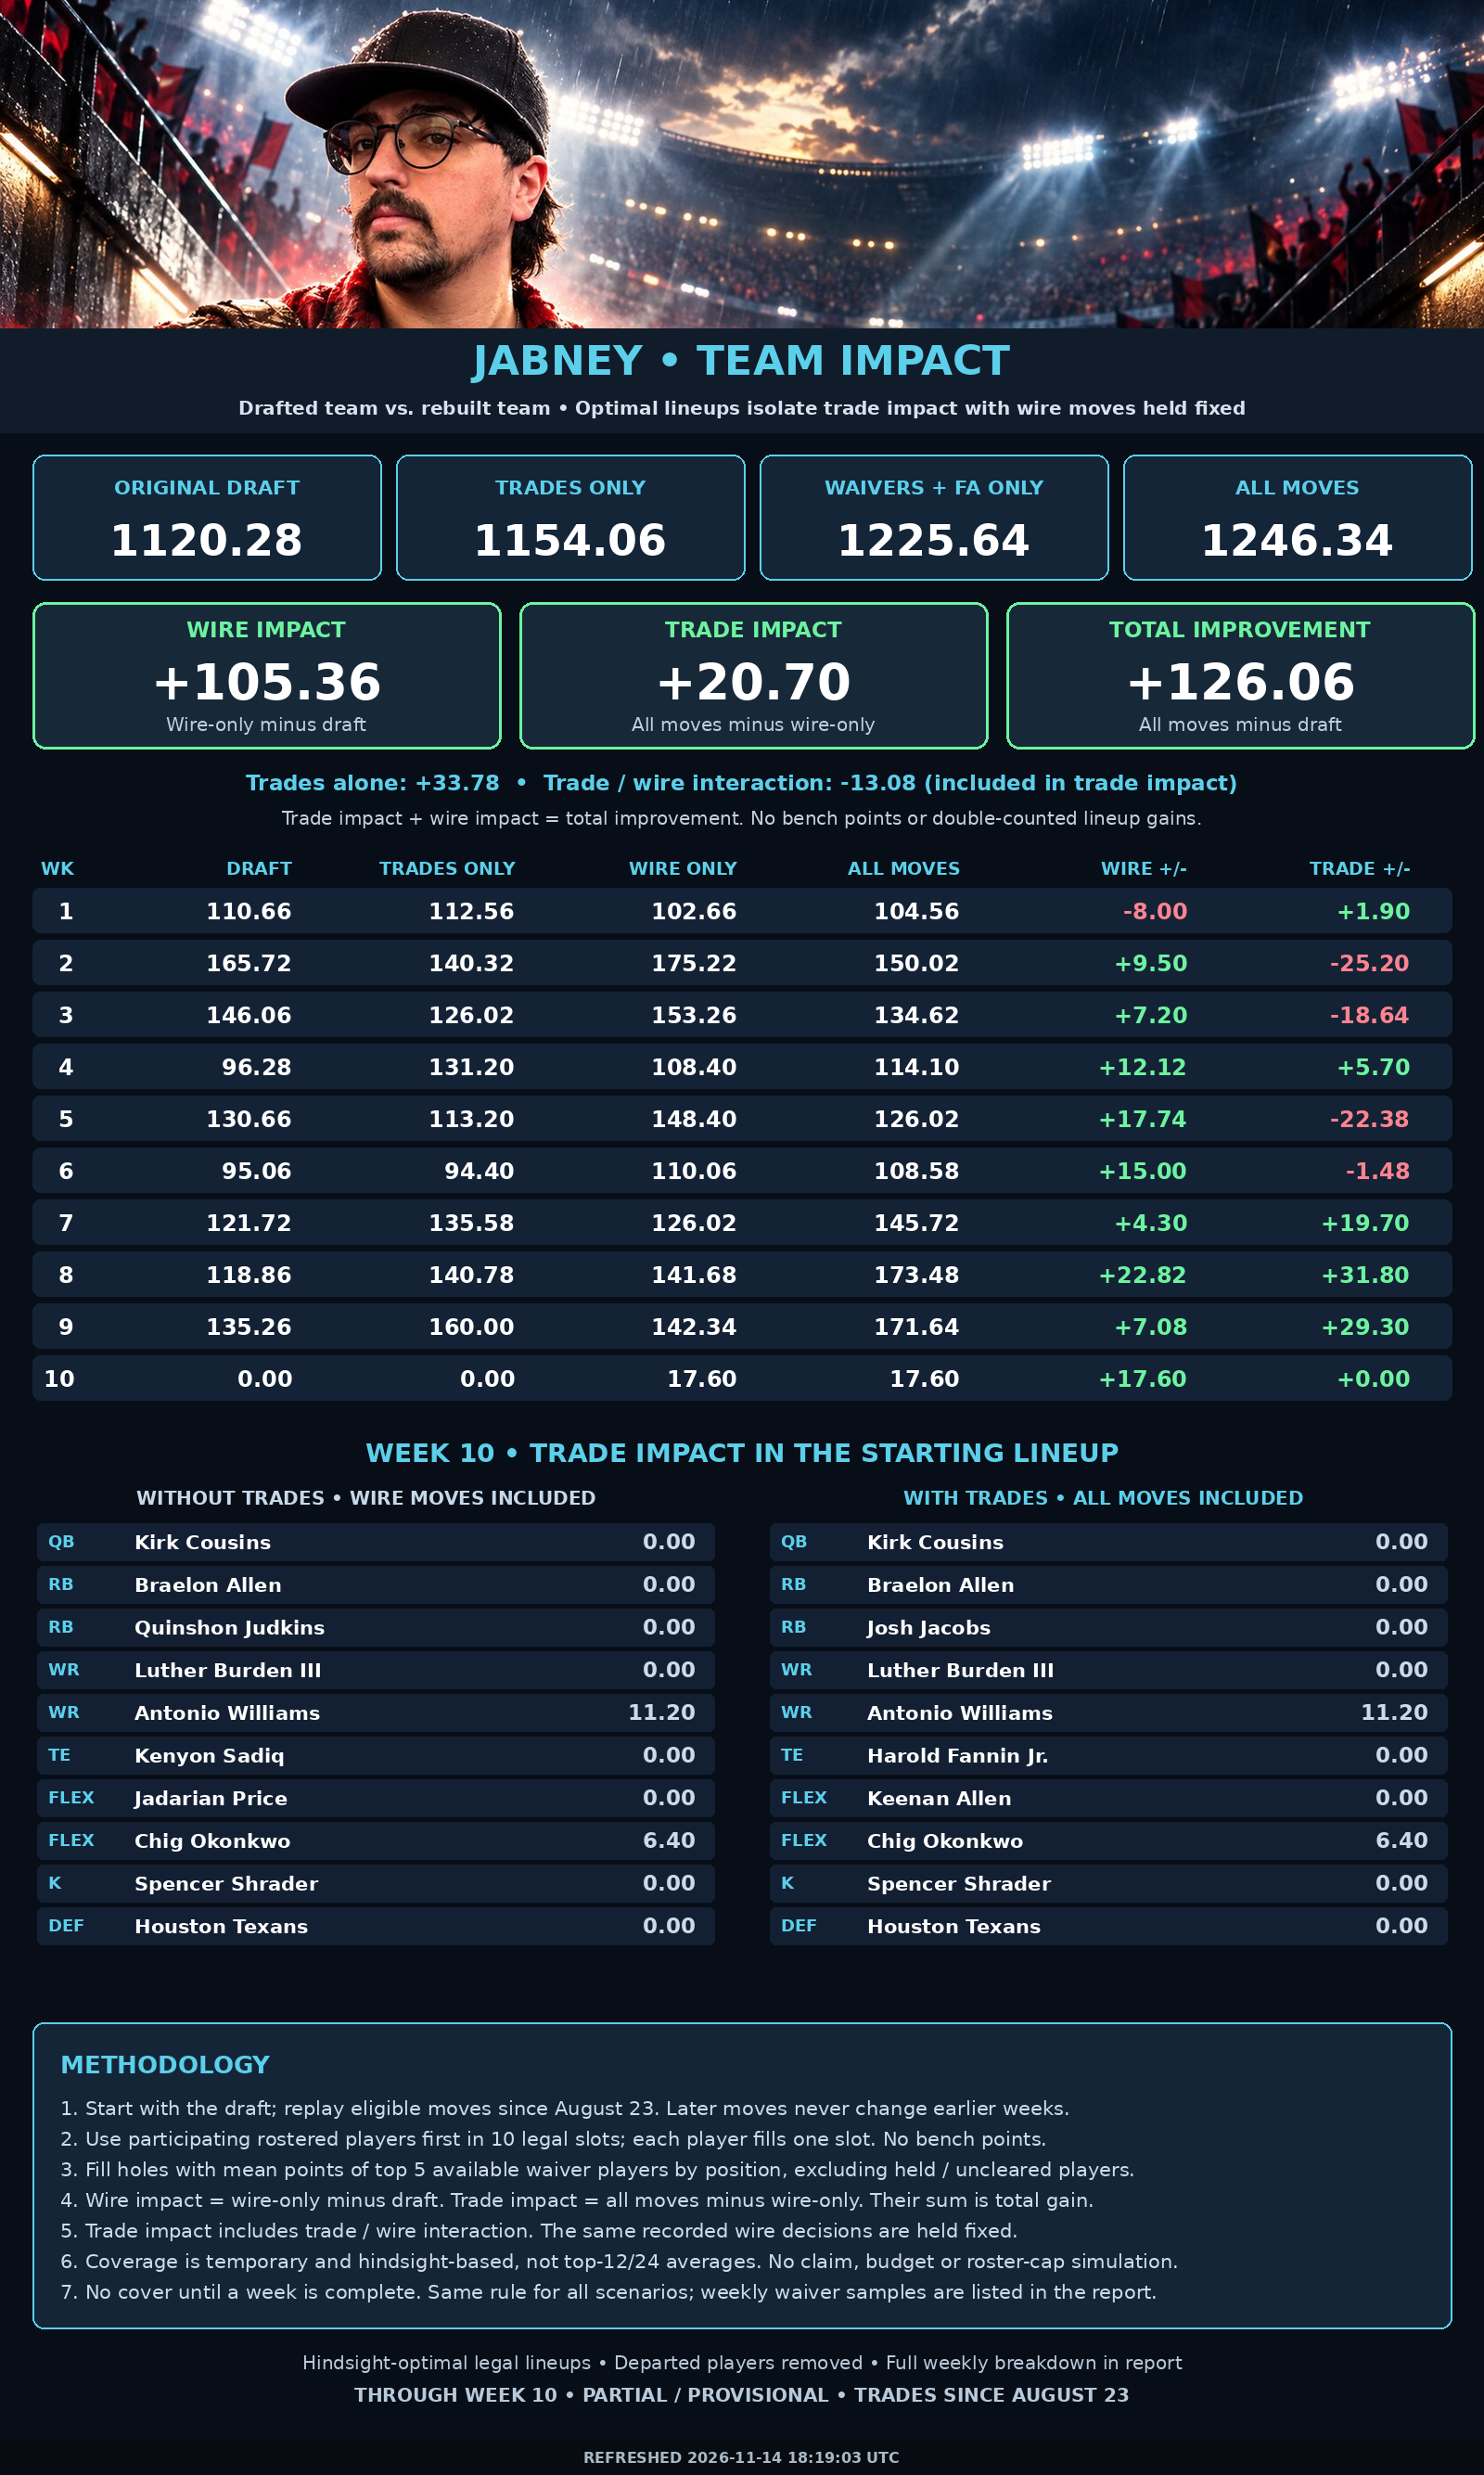 JABNEY • TEAM IMPACT
Drafted team vs. rebuilt team • Optimal lineups isolate trade impact with wire moves held fixed
ORIGINAL DRAFT TRADES ONLY WAIVERS + FA ONLY ALL MOVES
1120.28 1154.06 1225.64 1246.34
WIRE IMPACT TRADE IMPACT TOTAL IMPROVEMENT
+105.36 +20.70 +126.06
Wire-only minus draft All moves minus wire-only All moves minus draft
Trades alone: +33.78 • Trade / wire interaction: -13.08 (included in trade impact)
Trade impact + wire impact = total improvement. No bench points or double-counted lineup gains.
WK DRAFT TRADES ONLY WIRE ONLY ALL MOVES WIRE +/- TRADE +/-
1 110.66 112.56 102.66 104.56 -8.00 +1.90
2 165.72 140.32 175.22 150.02 +9.50 -25.20
3 146.06 126.02 153.26 134.62 +7.20 -18.64
4 96.28 131.20 108.40 114.10 +12.12 +5.70
5 130.66 113.20 148.40 126.02 +17.74 -22.38
6 95.06 94.40 110.06 108.58 +15.00 -1.48
7 121.72 135.58 126.02 145.72 +4.30 +19.70
8 118.86 140.78 141.68 173.48 +22.82 +31.80
9 135.26 160.00 142.34 171.64 +7.08 +29.30
10 0.00 0.00 17.60 17.60 +17.60 +0.00
WEEK 10 • TRADE IMPACT IN THE STARTING LINEUP
WITHOUT TRADES • WIRE MOVES INCLUDED WITH TRADES • ALL MOVES INCLUDED
QB Kirk Cousins 0.00 QB Kirk Cousins 0.00
RB Braelon Allen 0.00 RB Braelon Allen 0.00
RB Quinshon Judkins 0.00 RB Josh Jacobs 0.00
WR Luther Burden III 0.00 WR Luther Burden III 0.00
WR Antonio Williams 11.20 WR Antonio Williams 11.20
TE Kenyon Sadiq 0.00 TE Harold Fannin Jr. 0.00
FLEX Jadarian Price 0.00 FLEX Keenan Allen 0.00
FLEX Chig Okonkwo 6.40 FLEX Chig Okonkwo 6.40
K Spencer Shrader 0.00 K Spencer Shrader 0.00
DEF Houston Texans 0.00 DEF Houston Texans 0.00
METHODOLOGY
1. Start with the draft; replay eligible moves since August 23. Later moves never change earlier weeks.
2. Use participating rostered players first in 10 legal slots; each player fills one slot. No bench points.
3. Fill holes with mean points of top 5 available waiver players by position, excluding held / uncleared players.
4. Wire impact = wire-only minus draft. Trade impact = all moves minus wire-only. Their sum is total gain.
5. Trade impact includes trade / wire interaction. The same recorded wire decisions are held fixed.
6. Coverage is temporary and hindsight-based, not top-12/24 averages. No claim, budget or roster-cap simulation.
7. No cover until a week is complete. Same rule for all scenarios; weekly waiver samples are listed in the report.
Hindsight-optimal legal lineups • Departed players removed • Full weekly breakdown in report
THROUGH WEEK 10 • PARTIAL / PROVISIONAL • TRADES SINCE AUGUST 23
REFRESHED 2026-11-14 18:19:03 UTC